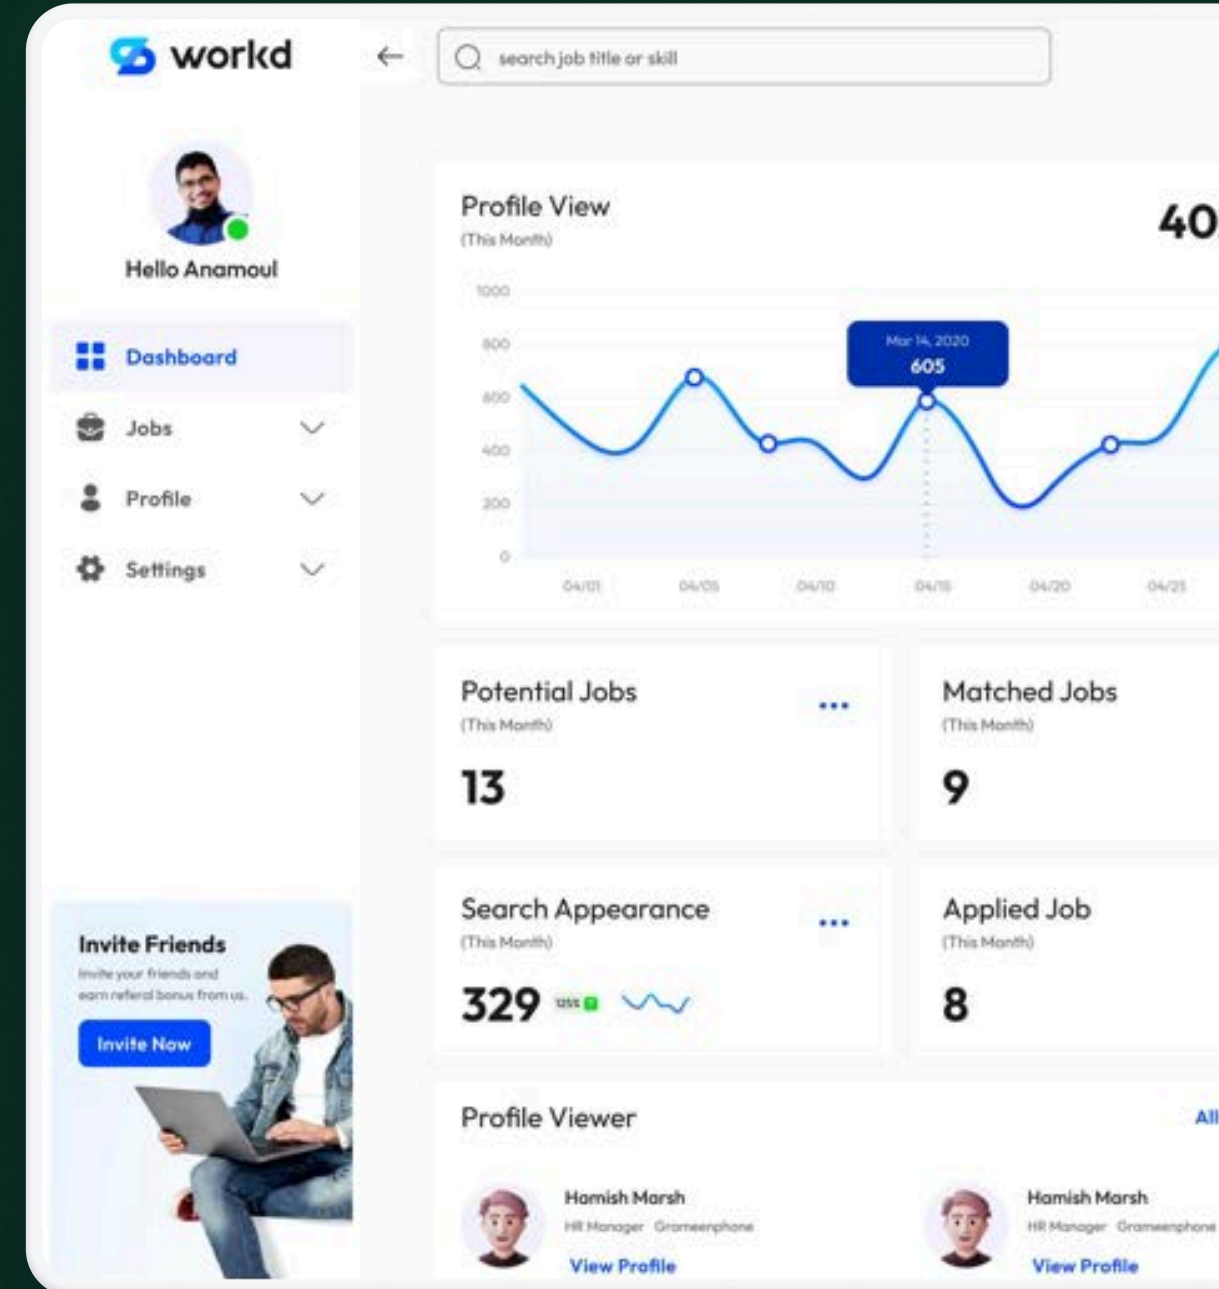 workd
search job title or skill
Hello Anamoul
Dashboard
Jobs
Profile
Settings
Invite Friends
Invite your friends and
earn referal bonus from us.
Invite Now
Profile View
(This Month)
40
1000
800
600
400
200
0
Mar 14, 2020
605
04/01 04/05 04/10 04/15 04/20 04/25
Potential Jobs
(This Month)
13
Matched Jobs
(This Month)
9
Search Appearance
(This Month)
329 125%
Applied Job
(This Month)
8
Profile Viewer
All
Hamish Marsh
HR Manager Grameenphone
View Profile
Hamish Marsh
HR Manager Grameenphone
View Profile